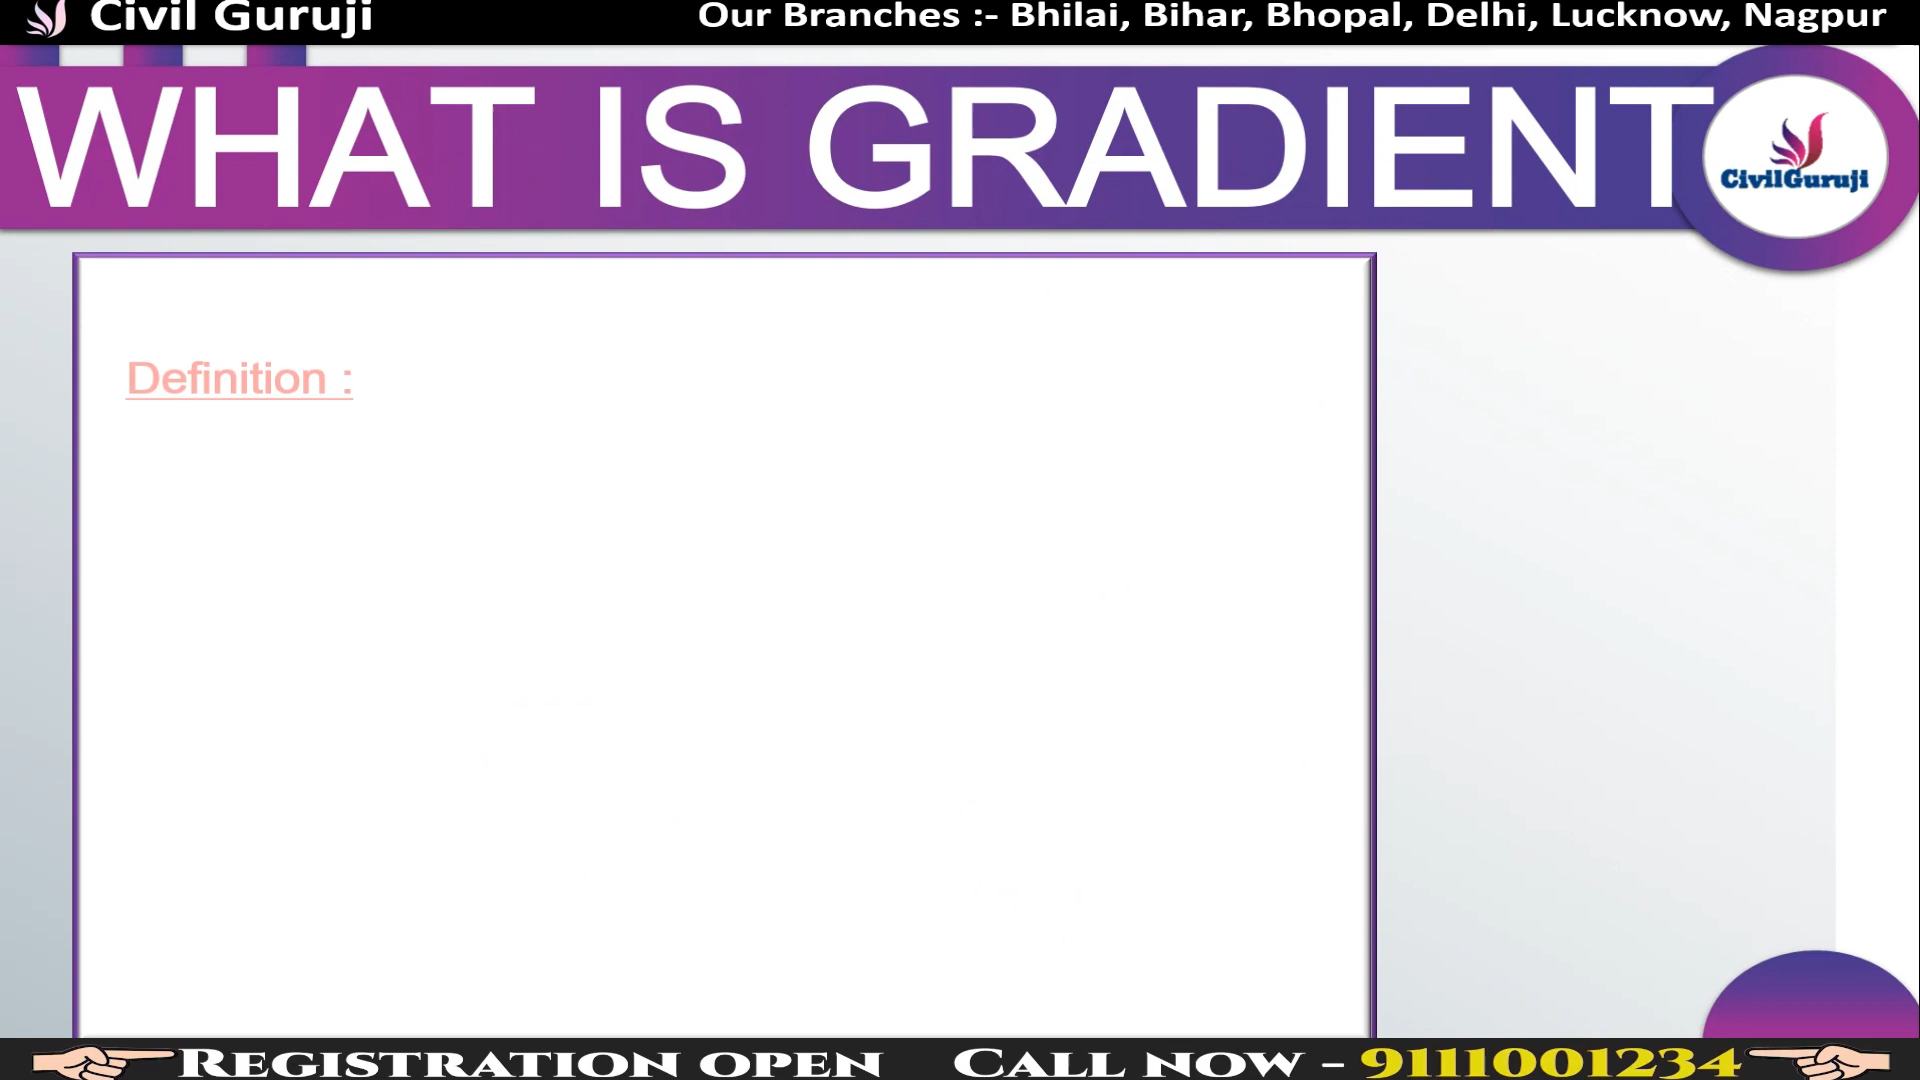 Civil Guruji
Our Branches :- Bhilai, Bihar, Bhopal, Delhi, Lucknow, Nagpur
WHAT IS GRADIENT
CivilGuruji
Definition :
REGISTRATION OPEN CALL NOW - 9111001234